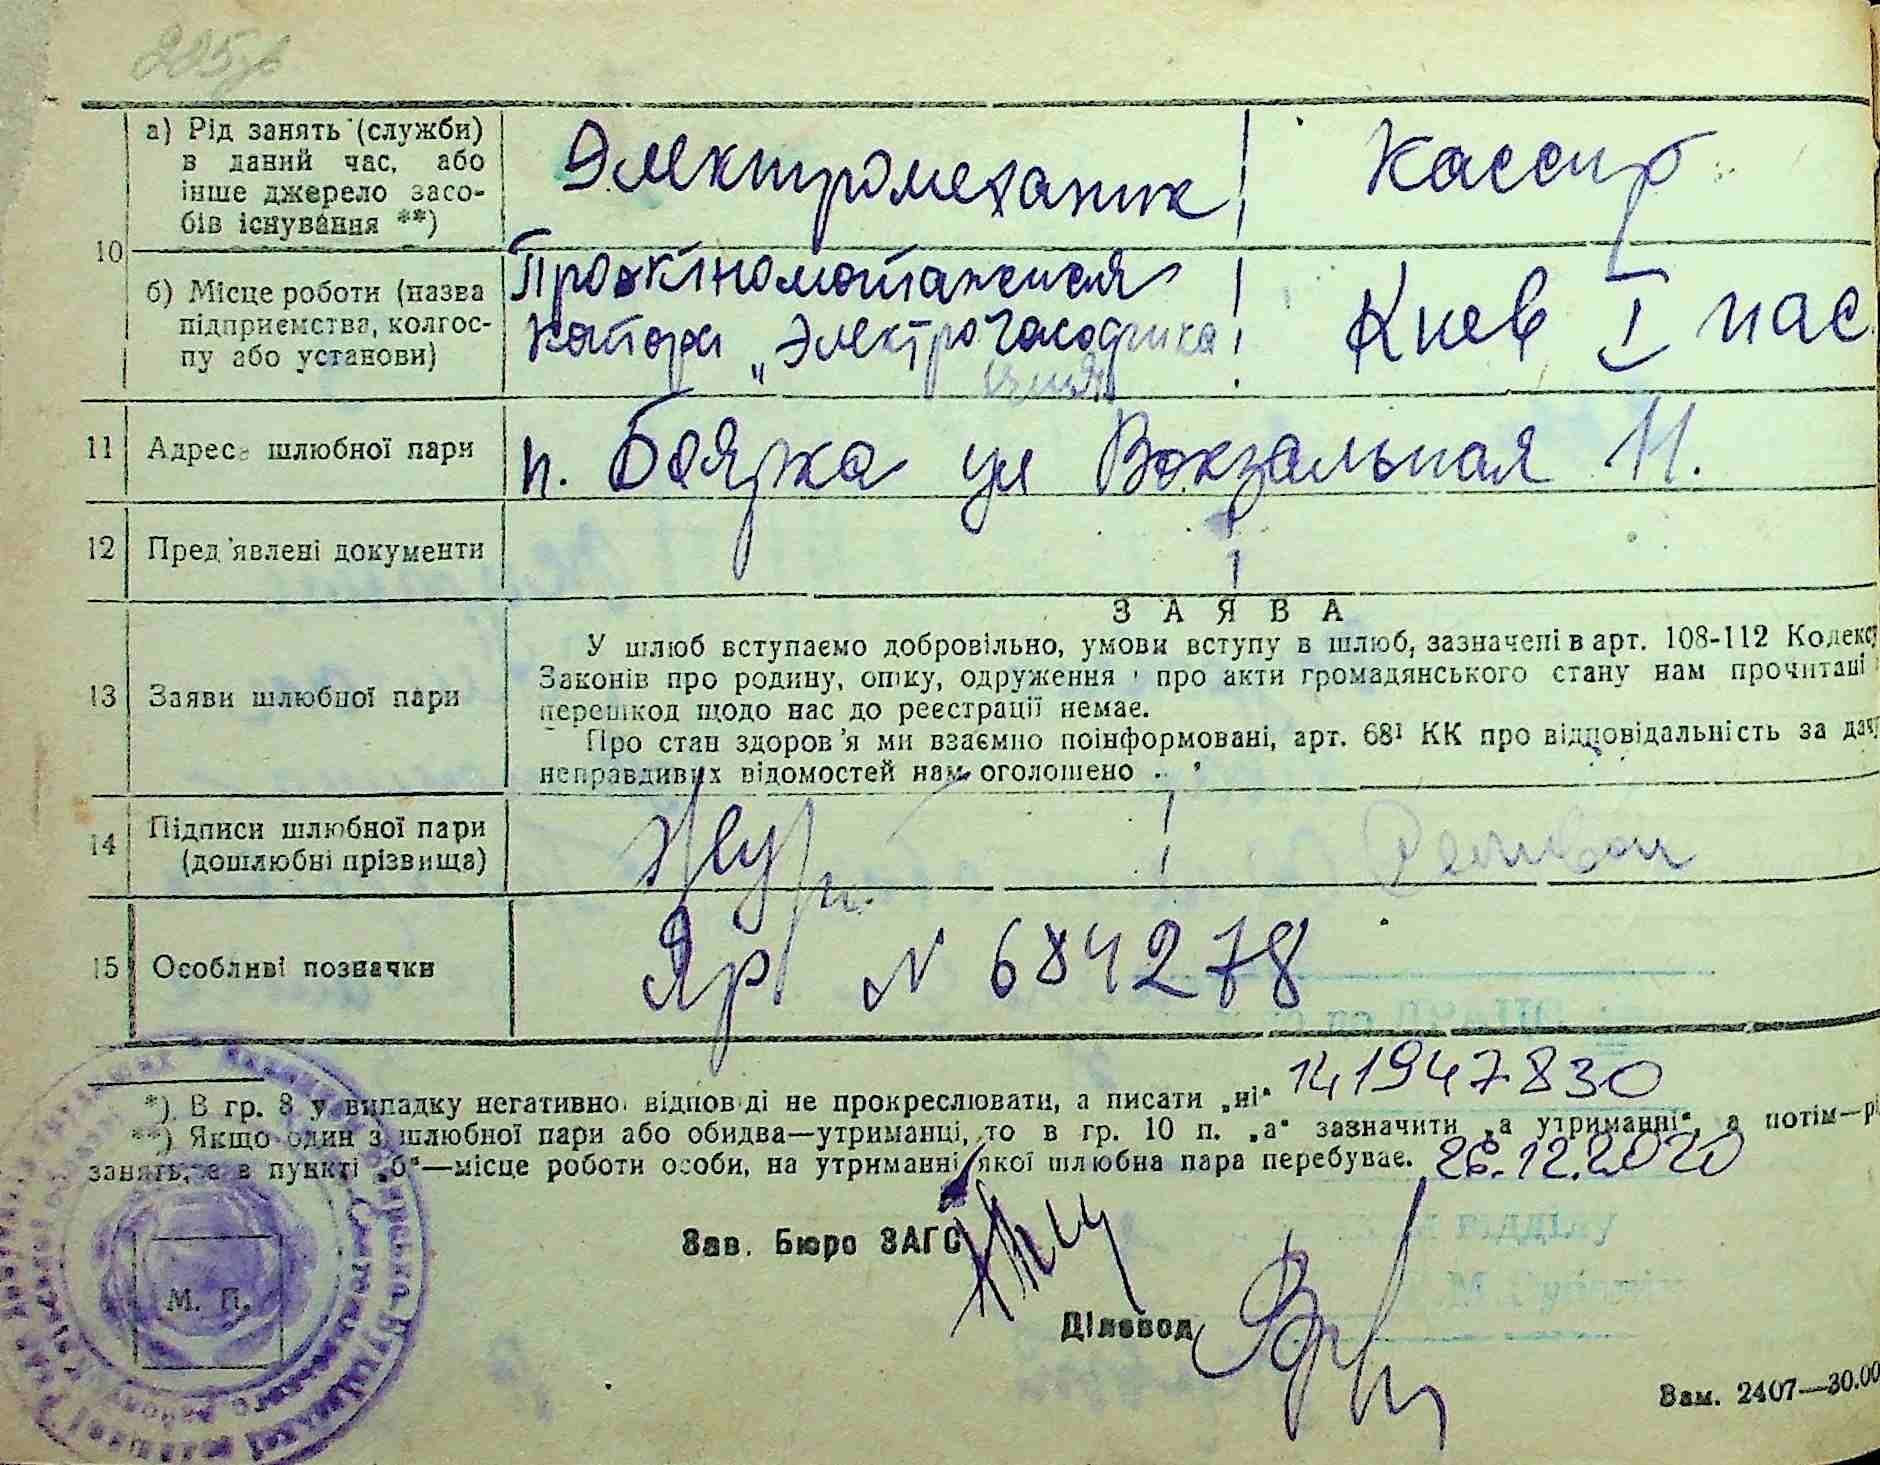 10
а) Рід занять (служби) в даний час, або інше джерело засобів існування **)
Электромеханик
Кассир
б) Місце роботи (назва підприємства, колгоспу або установи)
Киев I пас
11 Адреса шлюбної пари
п. Боярка ул Вокзальная 11.
12 Пред'явлені документи
13 Заяви шлюбної пари
ЗАЯВА
У шлюб вступаємо добровільно, умови вступу в шлюб, зазначені в арт. 108-112 Кодексу
Законів про родину, опіку, одруження і про акти громадянського стану нам прочитані
перешкод щодо нас до реєстрації немає.
Про стан здоров'я ми взаємно поінформовані, арт. 68¹ КК про відповідальність за дачу
неправдивих відомостей нам оголошено.
14 Підписи шлюбної пари (дошлюбні прізвища)
15 Особливі позначки
Яр N 684278
141947830
*) В гр. 8 у випадку негативної відповіді не прокреслювати, а писати „ні“
**) Якщо один з шлюбної пари або обидва—утриманці, то в гр. 10 п. „а“ зазначити „а утриманні“, а потім—рі
занять, а в пункті „б“—місце роботи особи, на утриманні якої шлюбна пара перебуває.
26.12.2020
Зав. Бюро ЗАГС
М. П.
Діловод
Зам. 2407—30.00